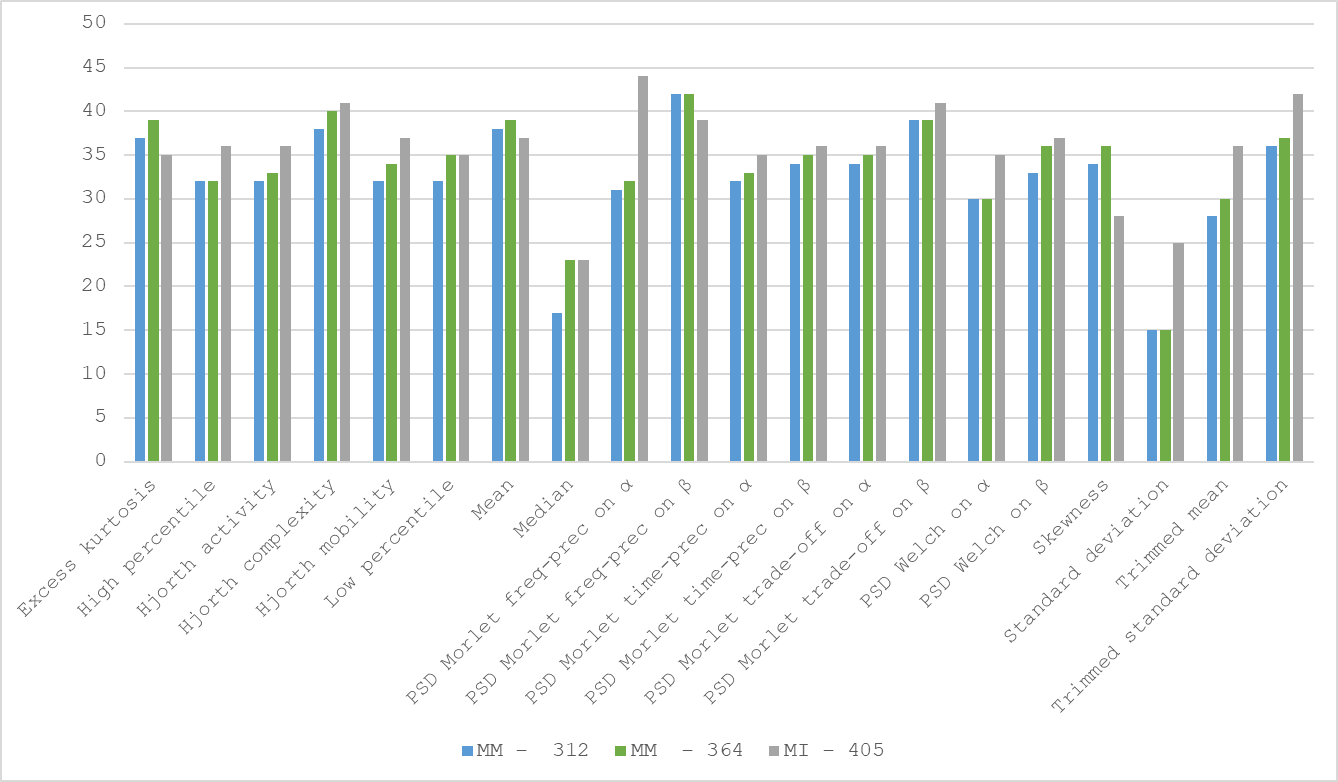 50
45
40
35
30
25
20
15
10
5
0
Excess kurtosis
High percentile
Hjorth activity
Hjorth complexity
Hjorth mobility
Low percentile
Mean
Median
PSD Morlet freq-prec on α
PSD Morlet freq-prec on β
PSD Morlet time-prec on α
PSD Morlet time-prec on β
PSD Morlet trade-off on α
PSD Morlet trade-off on β
PSD Welch on α
PSD Welch on β
Skewness
Standard deviation
Trimmed mean
Trimmed standard deviation
MM - 312 MM - 364 MI - 405